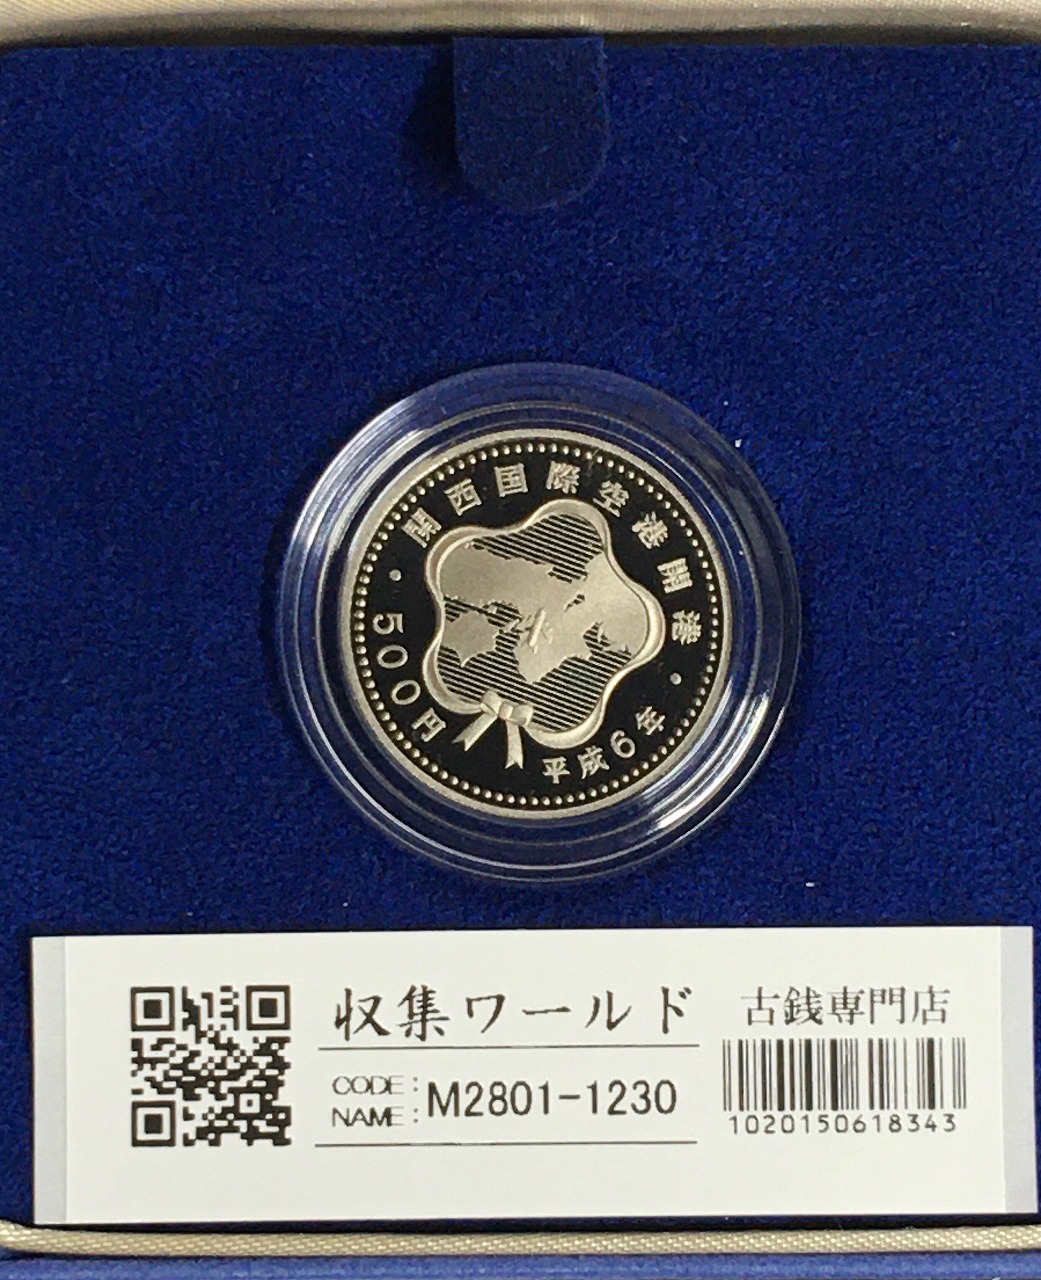 関西国際空港開港
500円
平成6年
収集ワールド
古銭専門店
CODE:
NAME:
M2801-1230
1020150618343